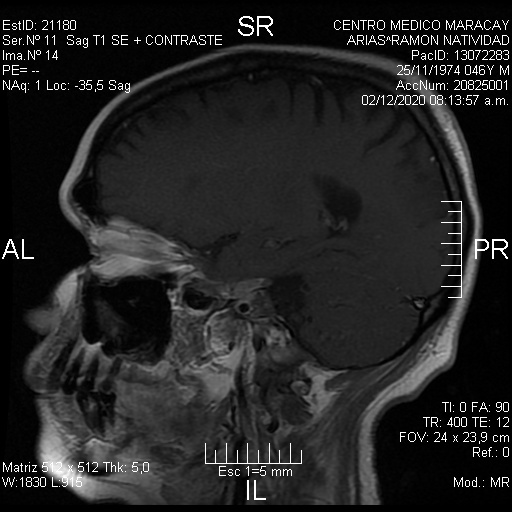 EstID: 21180
Ser.Nº 11 Sag T1 SE + CONTRASTE
Ima.Nº 14
PE= --
NAq: 1 Loc: -35,5 Sag
SR
CENTRO MEDICO MARACAY
ARIAS^RAMON NATIVIDAD
PacID: 13072283
25/11/1974 046Y M
AccNum: 20825001
02/12/2020 08:13:57 a.m.
AL
PR
TI: 0 FA: 90
TR: 400 TE: 12
FOV: 24 x 23,9 cm
Ref.: 0
Mod.: MR
Matriz 512 x 512 Thk: 5,0
W:1830 L:915
Esc 1=5 mm
IL